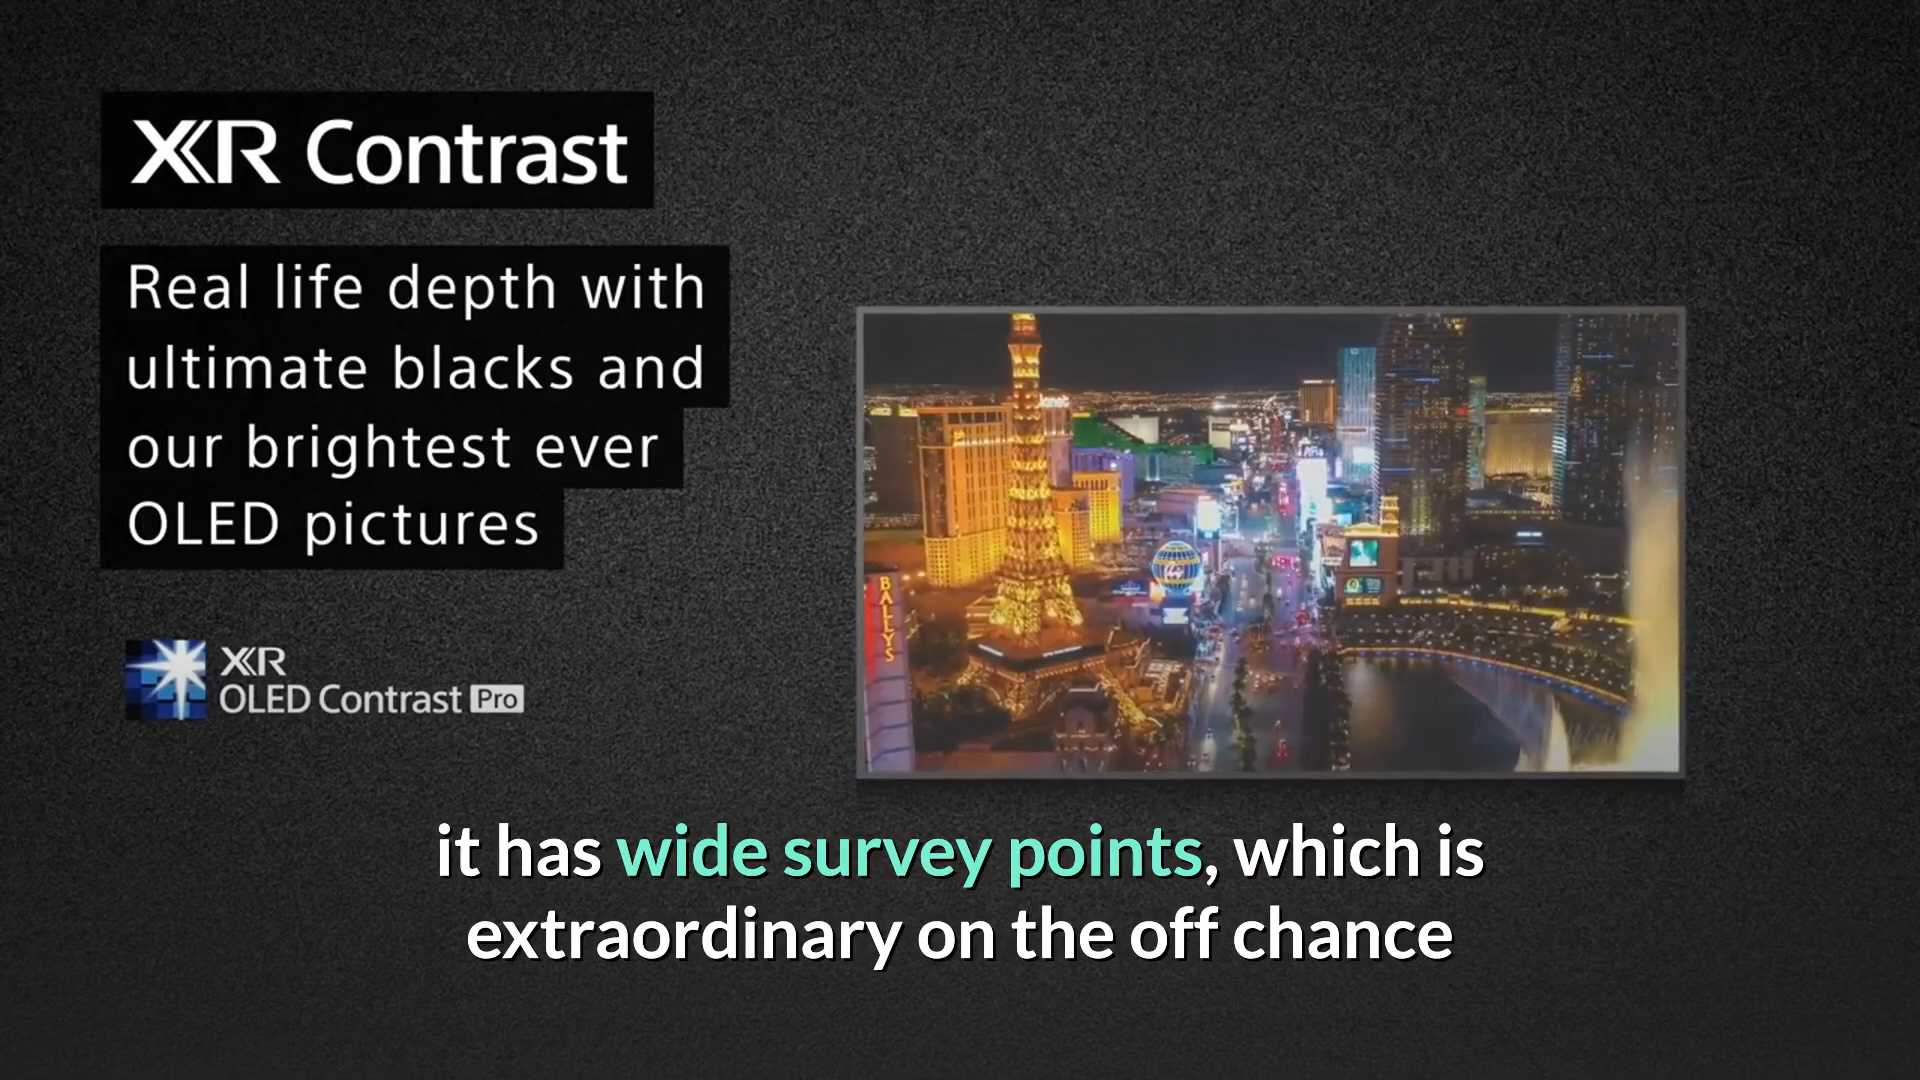 XR Contrast
Real life depth with
ultimate blacks and
our brightest ever
OLED pictures
XR
OLED Contrast Pro
BALLYS
it has wide survey points, which is
extraordinary on the off chance